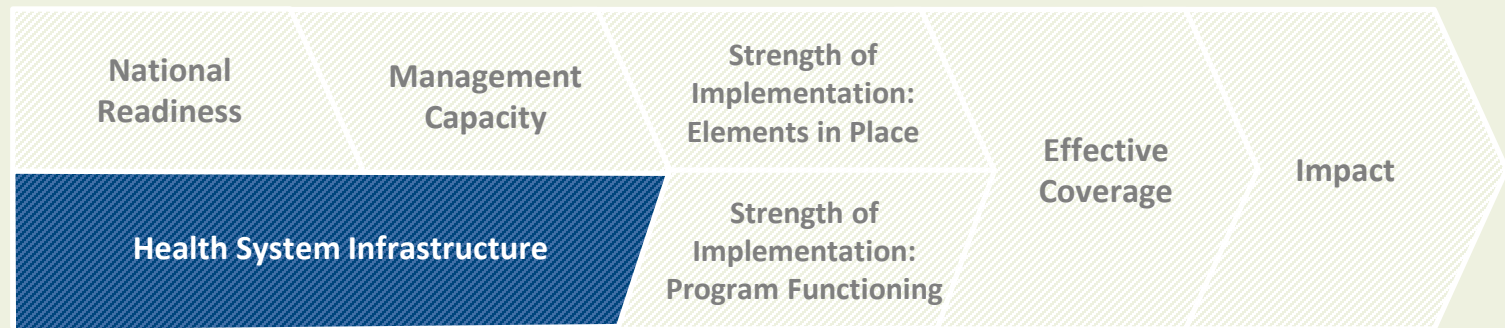 National
Readiness
Management
Capacity
Strength of
Implementation:
Elements in Place
Health System Infrastructure
Strength of
Implementation:
Program Functioning
Effective
Coverage
Impact